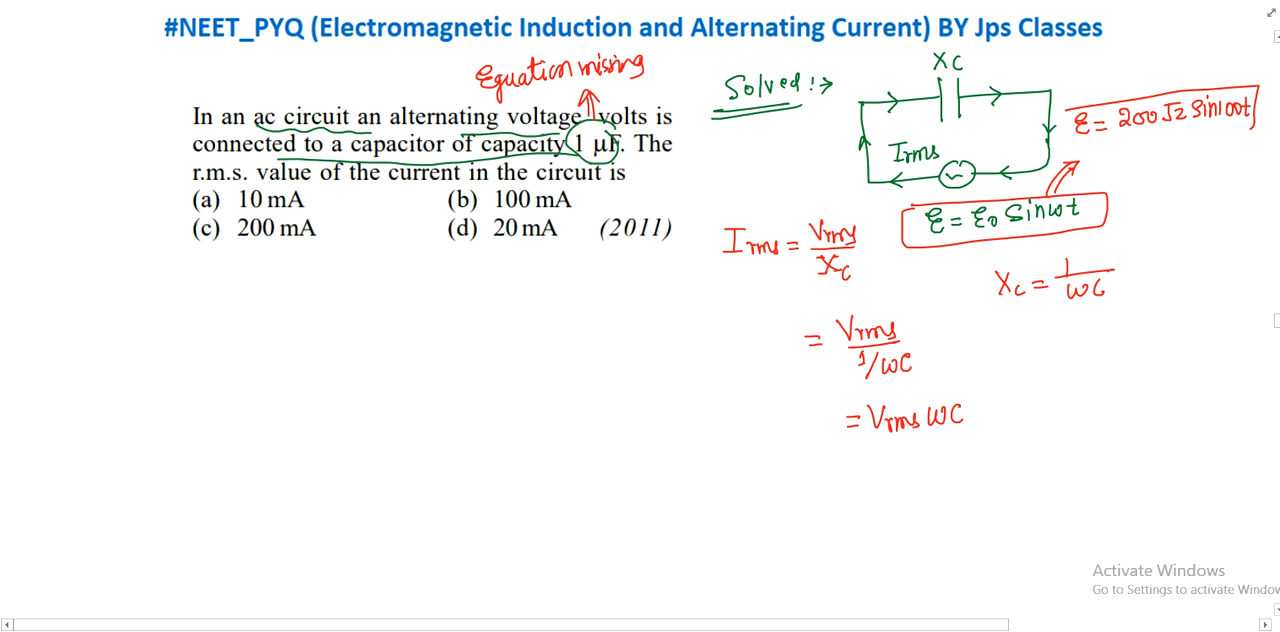 #NEET_PYQ (Electromagnetic Induction and Alternating Current) BY Jps Classes
Equation mising
In an ac circuit an alternating voltage volts is
connected to a capacitor of capacity 1 μF. The
r.m.s. value of the current in the circuit is
(a) 10 mA (b) 100 mA
(c) 200 mA (d) 20 mA (2011)
Solved :→
XC
Irms
ε = 200√2 sin100t
ε = ε₀ sinωt
Irms = Vrms/XC
XC = 1/ωC
= Vrms/1/ωC
= Vrms ωC
Activate Windows
Go to Settings to activate Window